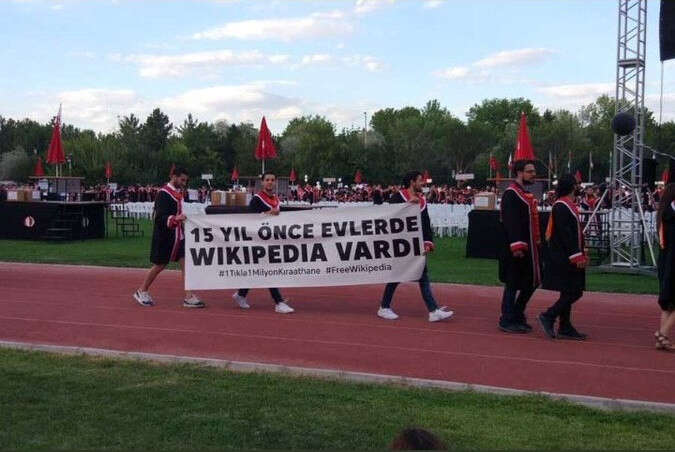 15 YIL ÖNCE EVLERDE
WIKIPEDIA VARDI
#1Tıkla1MilyonKıraathane #FreeWikipedia